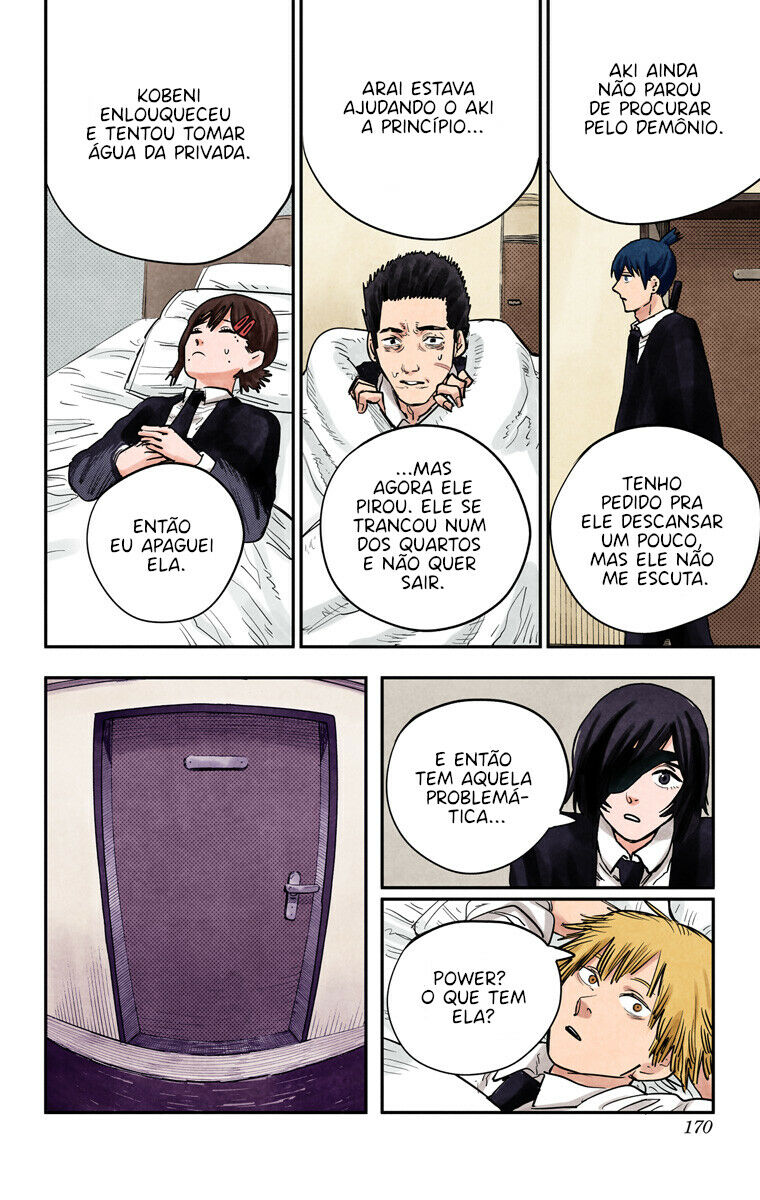 AKI AINDA
NÃO PAROU
DE PROCURAR
PELO DEMÔNIO.
TENHO
PEDIDO PRA
ELE DESCANSAR
UM POUCO,
MAS ELE NÃO
ME ESCUTA.
ARAI ESTAVA
AJUDANDO O AKI
A PRINCÍPIO...
...MAS
AGORA ELE
PIROU. ELE SE
TRANCOU NUM
DOS QUARTOS
E NÃO QUER
SAIR.
KOBENI
ENLOUQUECEU
E TENTOU TOMAR
ÁGUA DA PRIVADA.
ENTÃO
EU APAGUEI
ELA.
E ENTÃO
TEM AQUELA
PROBLEMÁ-
TICA...
POWER?
O QUE TEM
ELA?
170